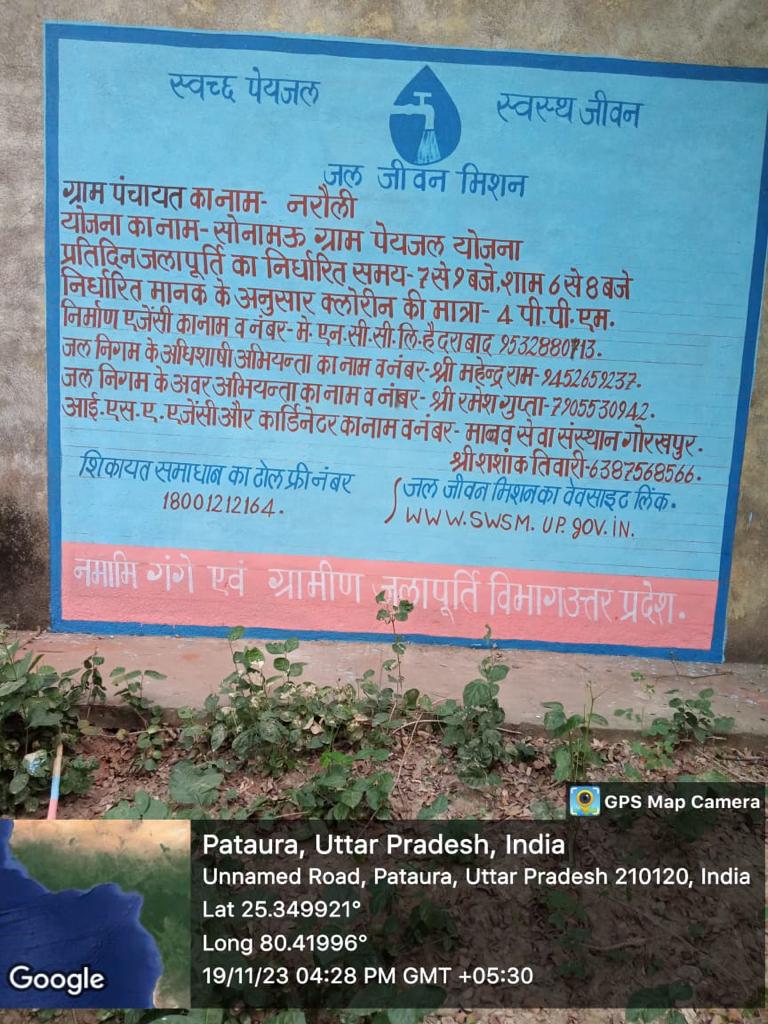 स्वच्छ पेयजल
स्वस्थ जीवन
जल जीवन मिशन
ग्राम पंचायत का नाम- नरौली
योजना का नाम- सोनामऊ ग्राम पेयजल योजना
प्रतिदिन जलापूर्ति का निर्धारित समय- 7 से 9 बजे, शाम 6 से 8 बजे
निर्धारित मानक के अनुसार क्लोरीन की मात्रा- 4 पी.पी.एम.
निर्माण एजेंसी का नाम व नंबर- मे. एन.सी.सी.लि. हैदराबाद 9532880713.
जल निगम के अधिशाषी अभियन्ता का नाम व नंबर- श्री महेन्द्र राम- 9452659237.
जल निगम के अवर अभियन्ता का नाम व नांबर- श्री रमेश गुप्ता- 7905530942.
आई.एस.ए. एजेंसी और कार्डिनेटर का नाम व नंबर- मानव सेवा संस्थान गोरखपुर.
श्री शशांक तिवारी- 6387568566.
शिकायत समाधान का टोल फ्री नंबर
18001212164.
जल जीवन मिशन का वेवसाइट लिंक.
WWW.SWSM.UP.gov.iN.
नमामि गंगे एवं ग्रामीण जलापूर्ति विभाग उत्तर प्रदेश.
GPS Map Camera
Pataura, Uttar Pradesh, India
Unnamed Road, Pataura, Uttar Pradesh 210120, India
Lat 25.349921°
Long 80.41996°
19/11/23 04:28 PM GMT +05:30
Google